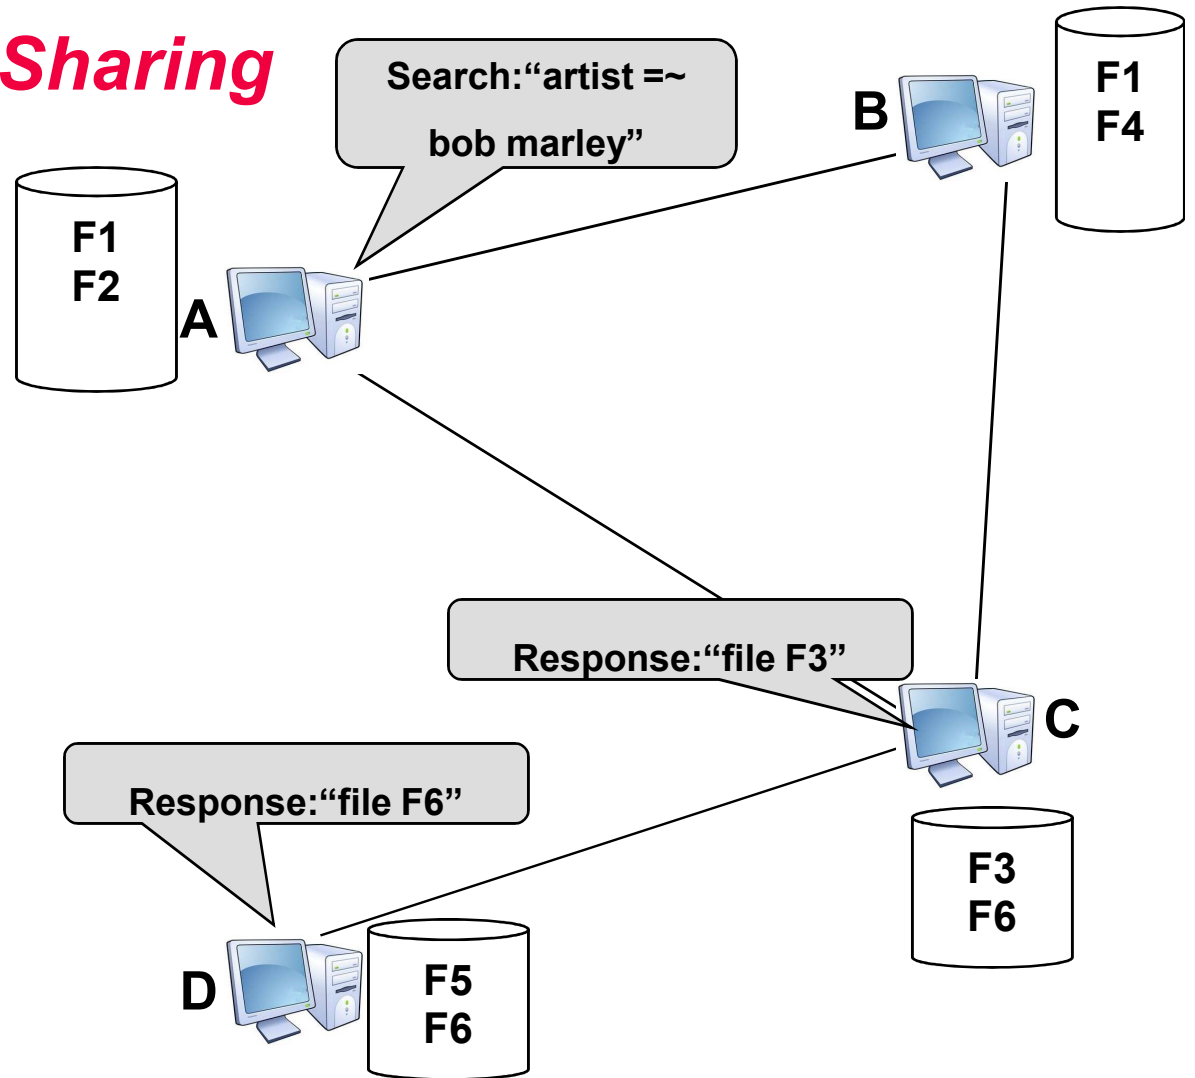 Sharing
Search:“artist =~
bob marley”
B
F1
F4
F1
F2
A
Response:“file F3”
C
Response:“file F6”
F3
F6
D
F5
F6